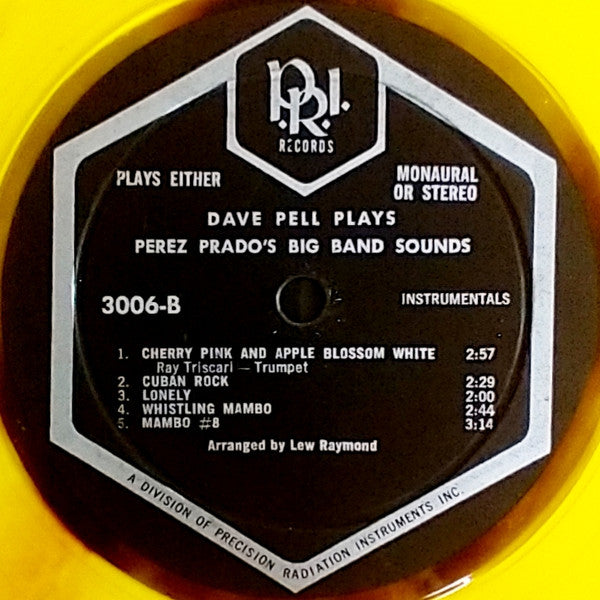 P.R.I.
RECORDS
PLAYS EITHER
MONAURAL
OR STEREO
DAVE PELL PLAYS
PEREZ PRADO'S BIG BAND SOUNDS
3006-B
INSTRUMENTALS
1. CHERRY PINK AND APPLE BLOSSOM WHITE 2:57
Ray Triscari — Trumpet
2. CUBAN ROCK 2:29
3. LONELY 2:00
4. WHISTLING MAMBO 2:44
5. MAMBO #8 3:14
Arranged by Lew Raymond
A DIVISION OF PRECISION RADIATION INSTRUMENTS INC.